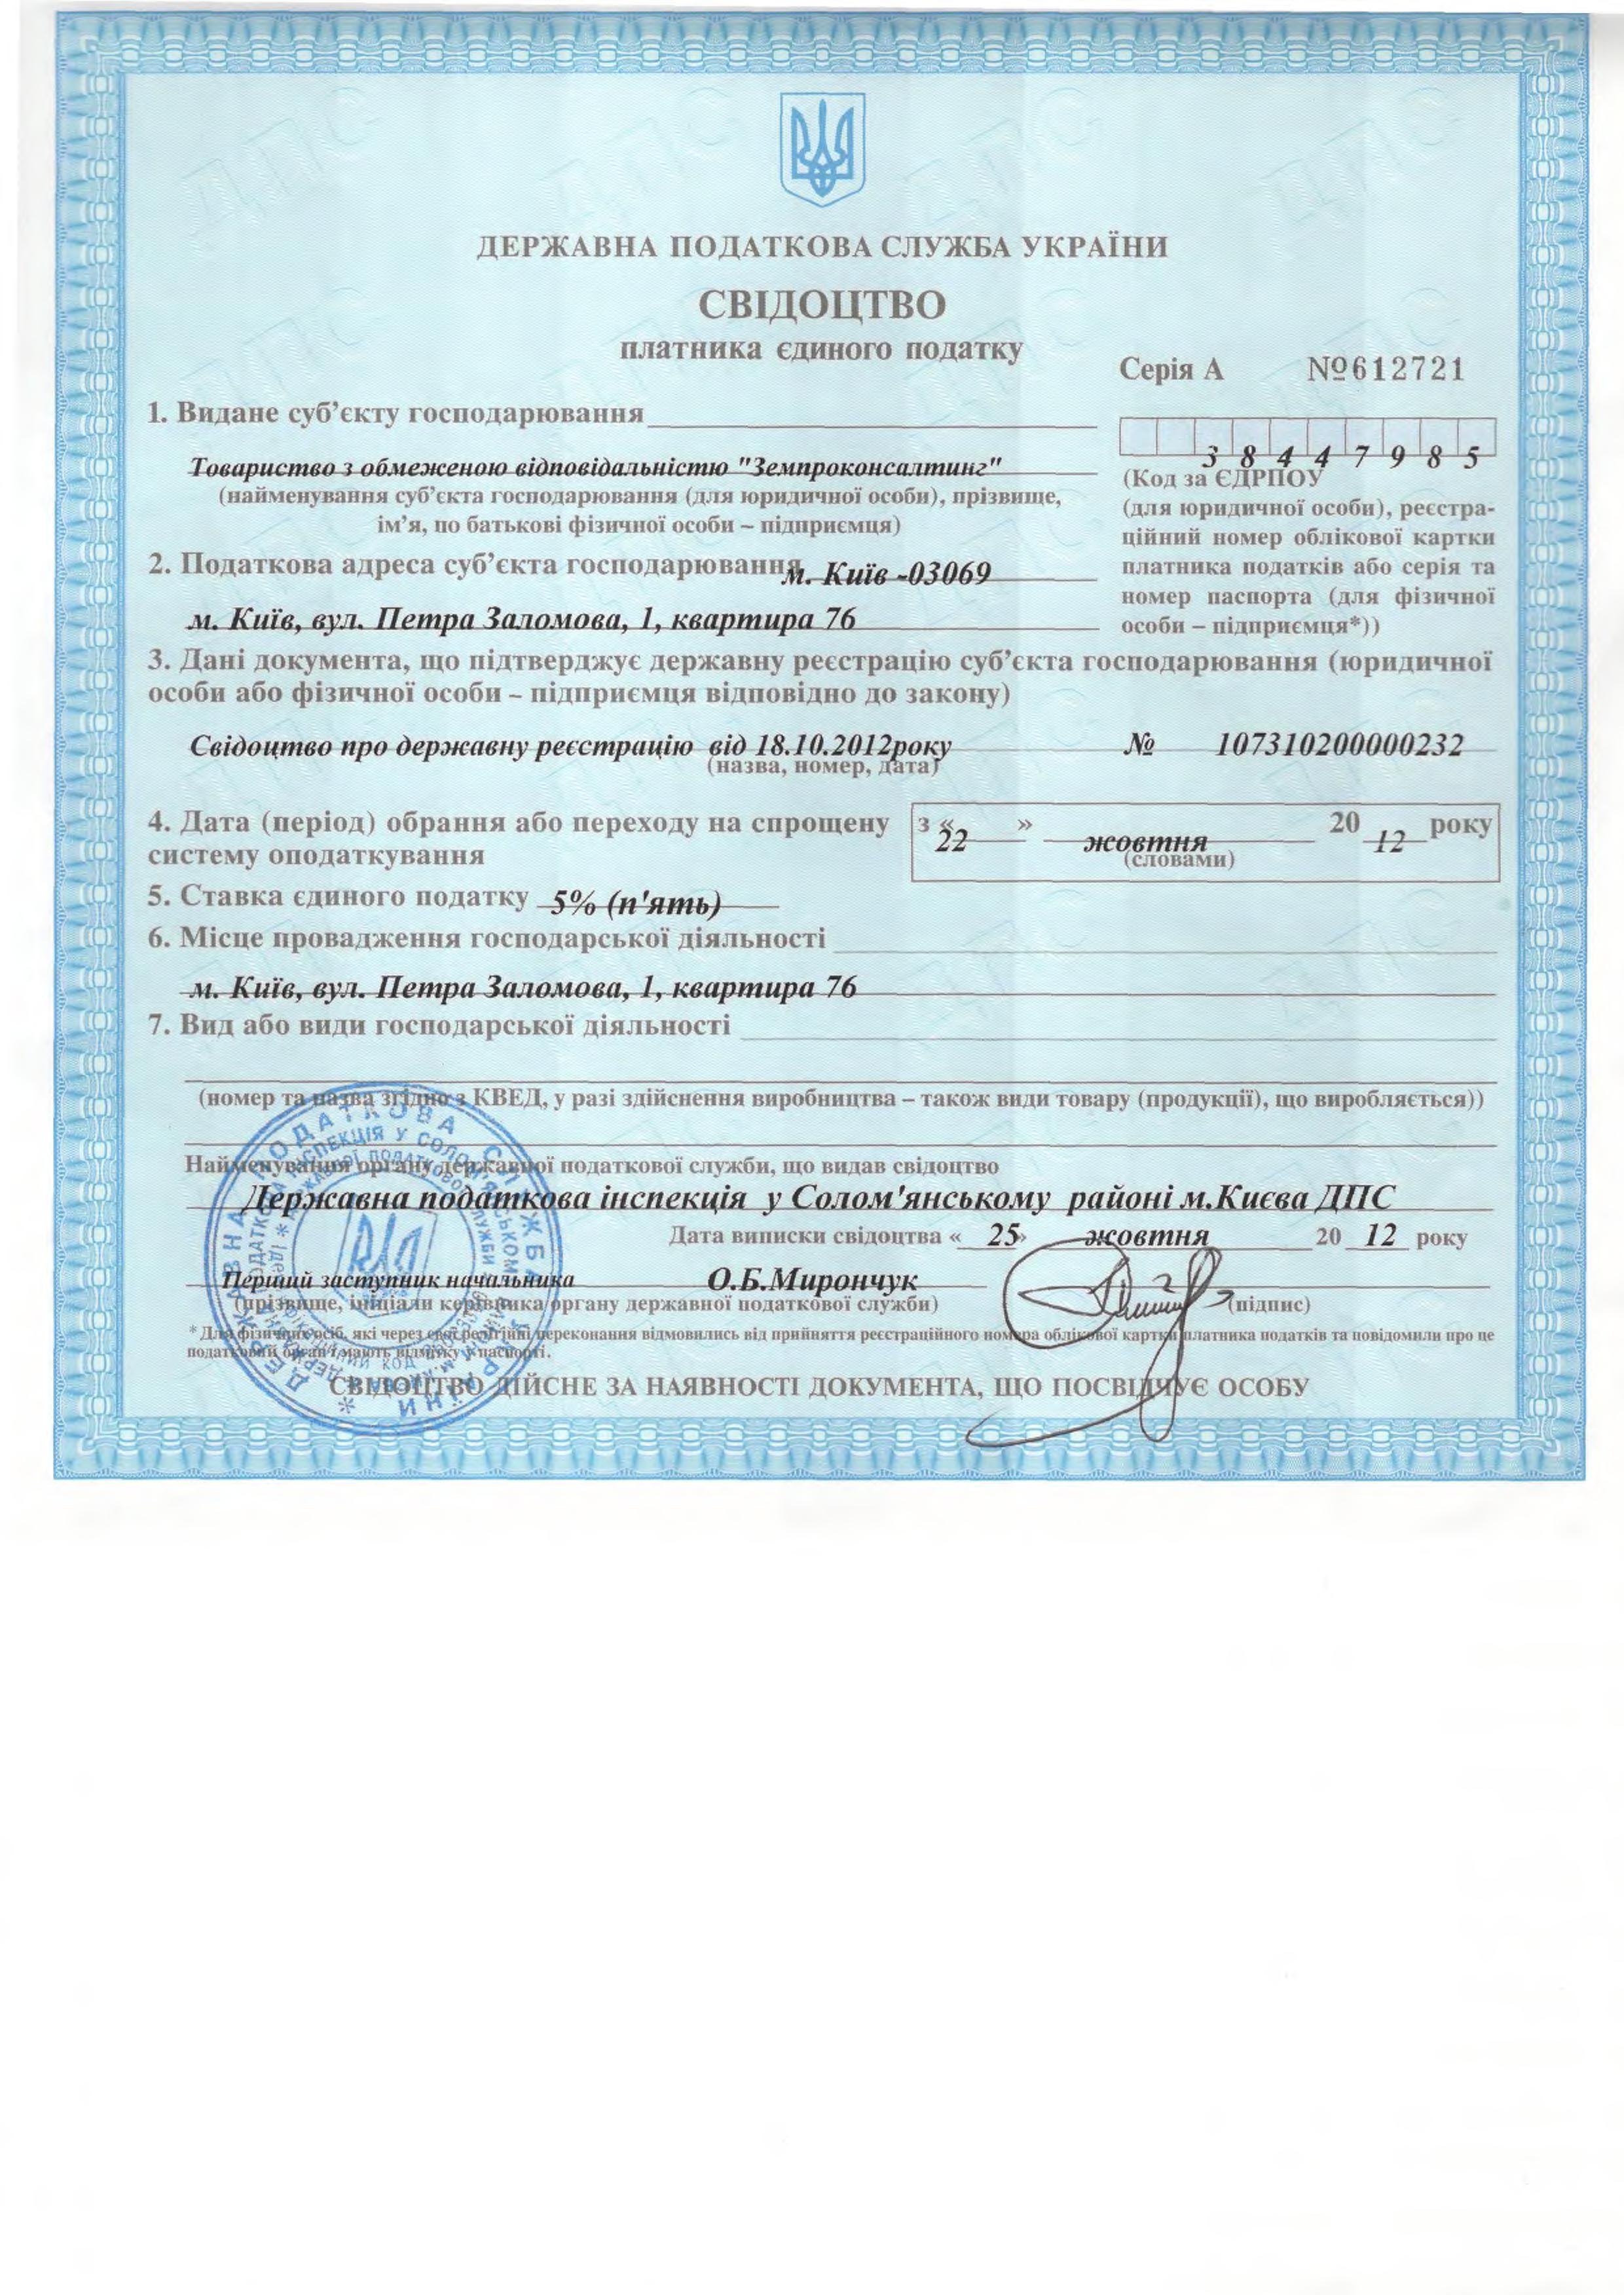 ДЕРЖАВНА ПОДАТКОВА СЛУЖБА УКРАЇНИ
СВІДОЦТВО
платника єдиного податку
Серія А №612721
1. Видане суб’єкту господарювання
3 8 4 4 7 9 8 5
Товариство з обмеженою відповідальністю "Земпроконсалтинг"
(найменування суб’єкта господарювання (для юридичної особи), прізвище,
ім’я, по батькові фізичної особи – підприємця)
(Код за ЄДРПОУ
(для юридичної особи), реєстра-
ційний номер облікової картки
платника податків або серія та
номер паспорта (для фізичної
особи – підприємця*))
2. Податкова адреса суб’єкта господарювання м. Київ -03069
м. Київ, вул. Петра Заломова, 1, квартира 76
3. Дані документа, що підтверджує державну реєстрацію суб’єкта господарювання (юридичної
особи або фізичної особи – підприємця відповідно до закону)
Свідоцтво про державну реєстрацію від 18.10.2012року № 107310200000232
(назва, номер, дата)
4. Дата (період) обрання або переходу на спрощену
систему оподаткування
з « 22 » жовтня 20 12 року
(словами)
5. Ставка єдиного податку 5% (п'ять)
6. Місце провадження господарської діяльності
м. Київ, вул. Петра Заломова, 1, квартира 76
7. Вид або види господарської діяльності
(номер та назва згідно з КВЕД, у разі здійснення виробництва – також види товару (продукції), що виробляється))
Найменування органу державної податкової служби, що видав свідоцтво
Державна податкова інспекція у Солом'янському районі м.Києва ДПС
Дата виписки свідоцтва « 25» жовтня 20 12 року
Перший заступник начальника О.Б.Мирончук
(прізвище, ініціали керівника органу державної податкової служби) (підпис)
* Для фізичних осіб, які через свої релігійні переконання відмовились від прийняття реєстраційного номера облікової картки платника податків та повідомили про це
податковий орган і мають відмітку у паспорті.
СВІДОЦТВО ДІЙСНЕ ЗА НАЯВНОСТІ ДОКУМЕНТА, ЩО ПОСВІДЧУЄ ОСОБУ
ДЕРЖАВНА ПОДАТКОВА СЛУЖБА УКРАЇНИ